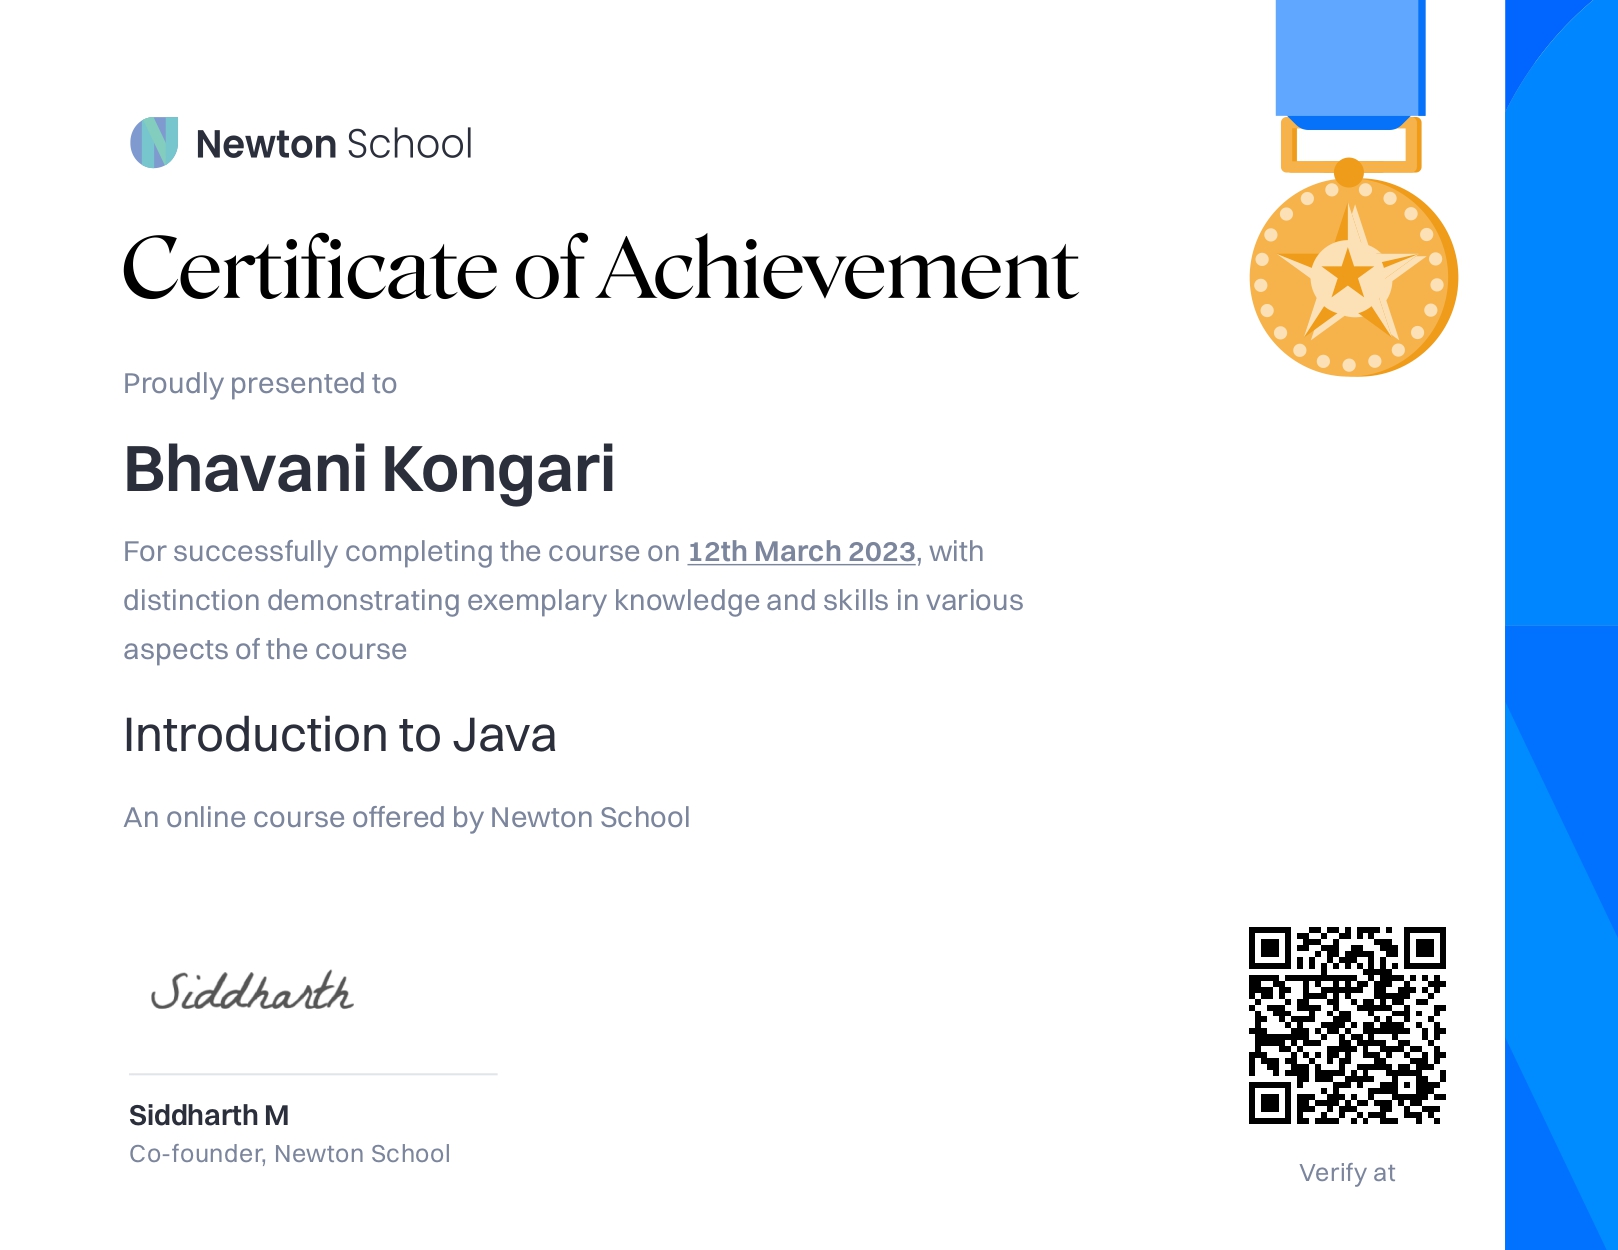 Newton School
Certificate of Achievement
Proudly presented to
Bhavani Kongari
For successfully completing the course on 12th March 2023, with
distinction demonstrating exemplary knowledge and skills in various
aspects of the course
Introduction to Java
An online course offered by Newton School
Siddharth
Siddharth M
Co-founder, Newton School
Verify at